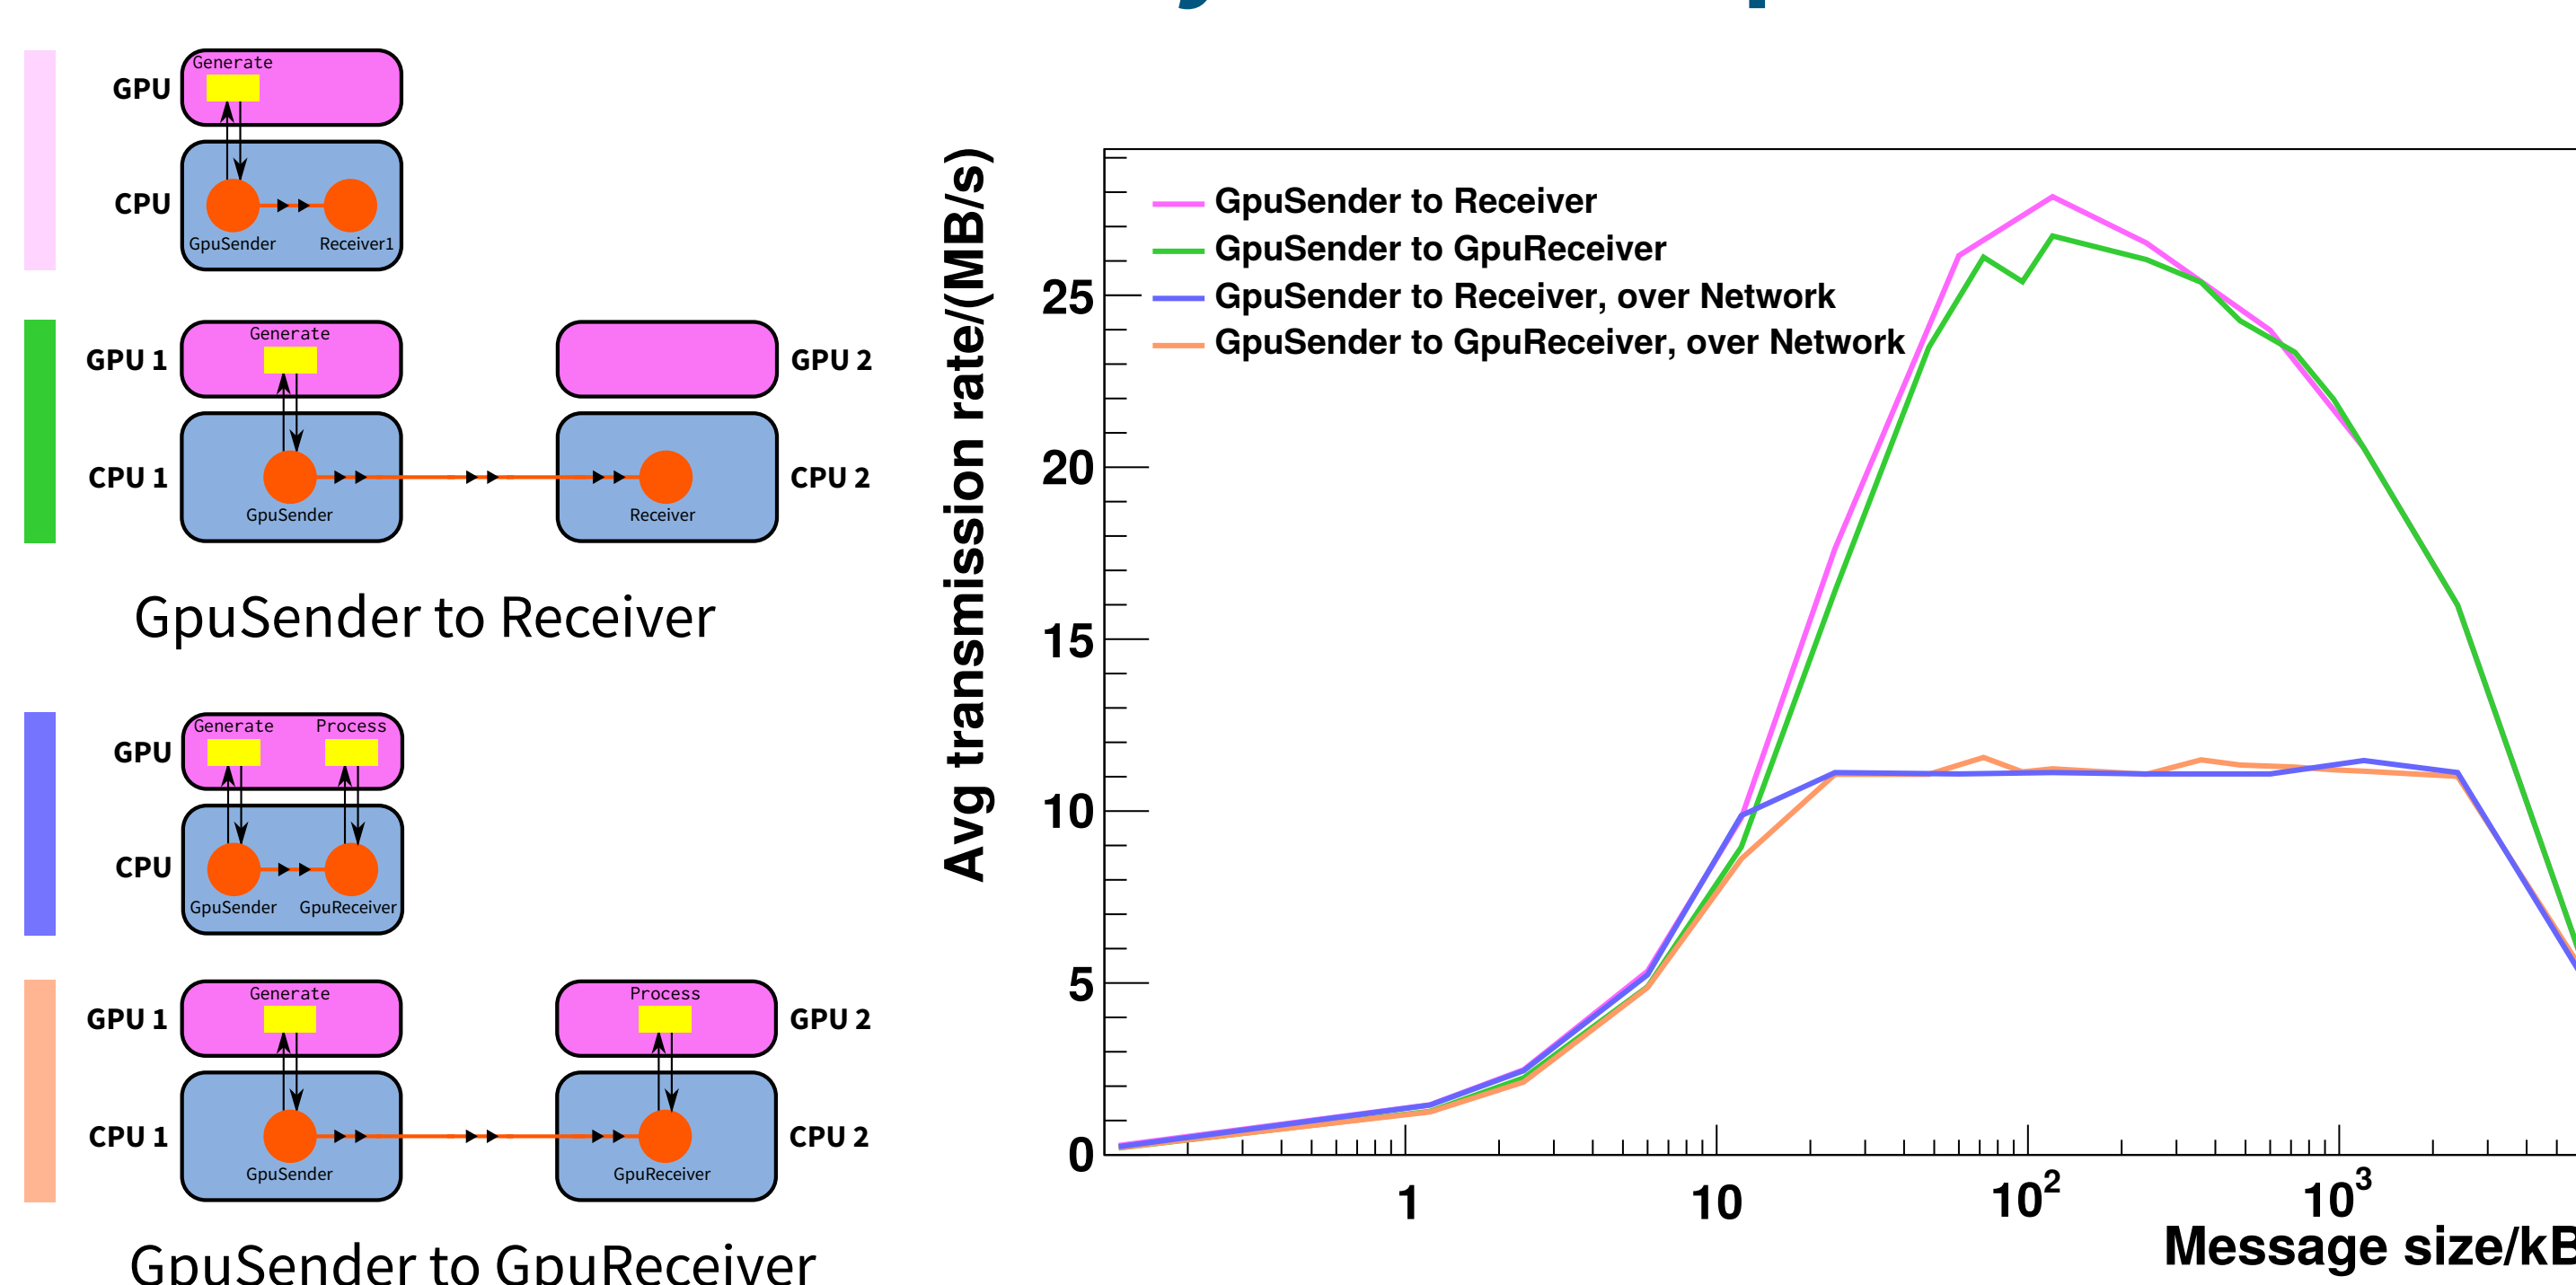 Generate
GPU
CPU
GpuSender Receiver1
Generate
GPU 1 GPU 2
CPU 1 CPU 2
GpuSender Receiver
GpuSender to Receiver
Generate Process
GPU
CPU
GpuSender GpuReceiver
Generate Process
GPU 1 GPU 2
CPU 1 CPU 2
GpuSender GpuReceiver
GpuSender to GpuReceiver
Avg transmission rate/(MB/s)
GpuSender to Receiver
GpuSender to GpuReceiver
GpuSender to Receiver, over Network
GpuSender to GpuReceiver, over Network
25
20
15
10
5
0
1 10 10² 10³
Message size/kB